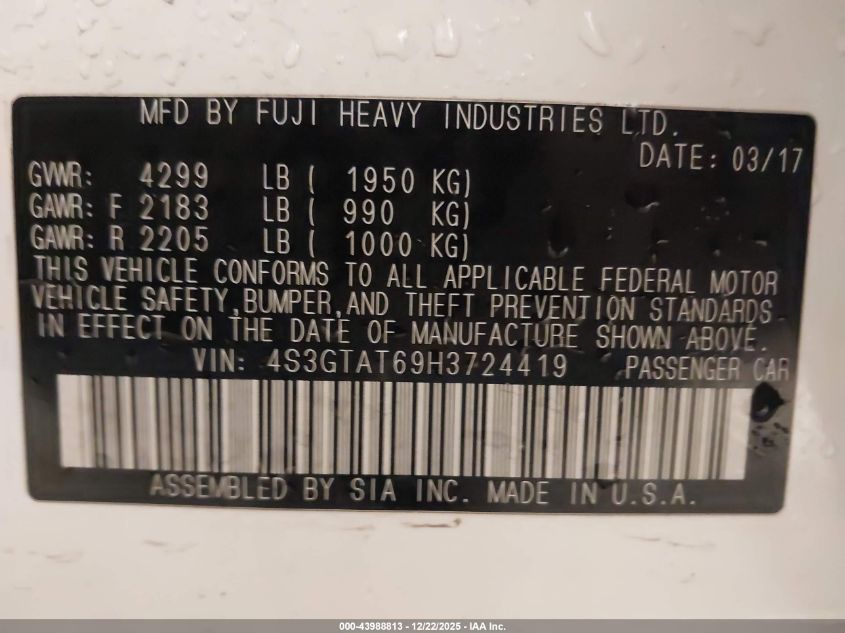 MFD BY FUJI HEAVY INDUSTRIES LTD.
DATE: 03/17
GVWR: 4299 LB ( 1950 KG)
GAWR: F 2183 LB ( 990 KG)
GAWR: R 2205 LB ( 1000 KG)
THIS VEHICLE CONFORMS TO ALL APPLICABLE FEDERAL MOTOR
VEHICLE SAFETY,BUMPER,AND THEFT PREVENTION STANDARDS
IN EFFECT ON THE DATE OF MANUFACTURE SHOWN ABOVE.
VIN: 4S3GTAT69H3724419 PASSENGER CAR
ASSEMBLED BY SIA INC. MADE IN U.S.A.
000-43988813 - 12/22/2025 - IAA Inc.